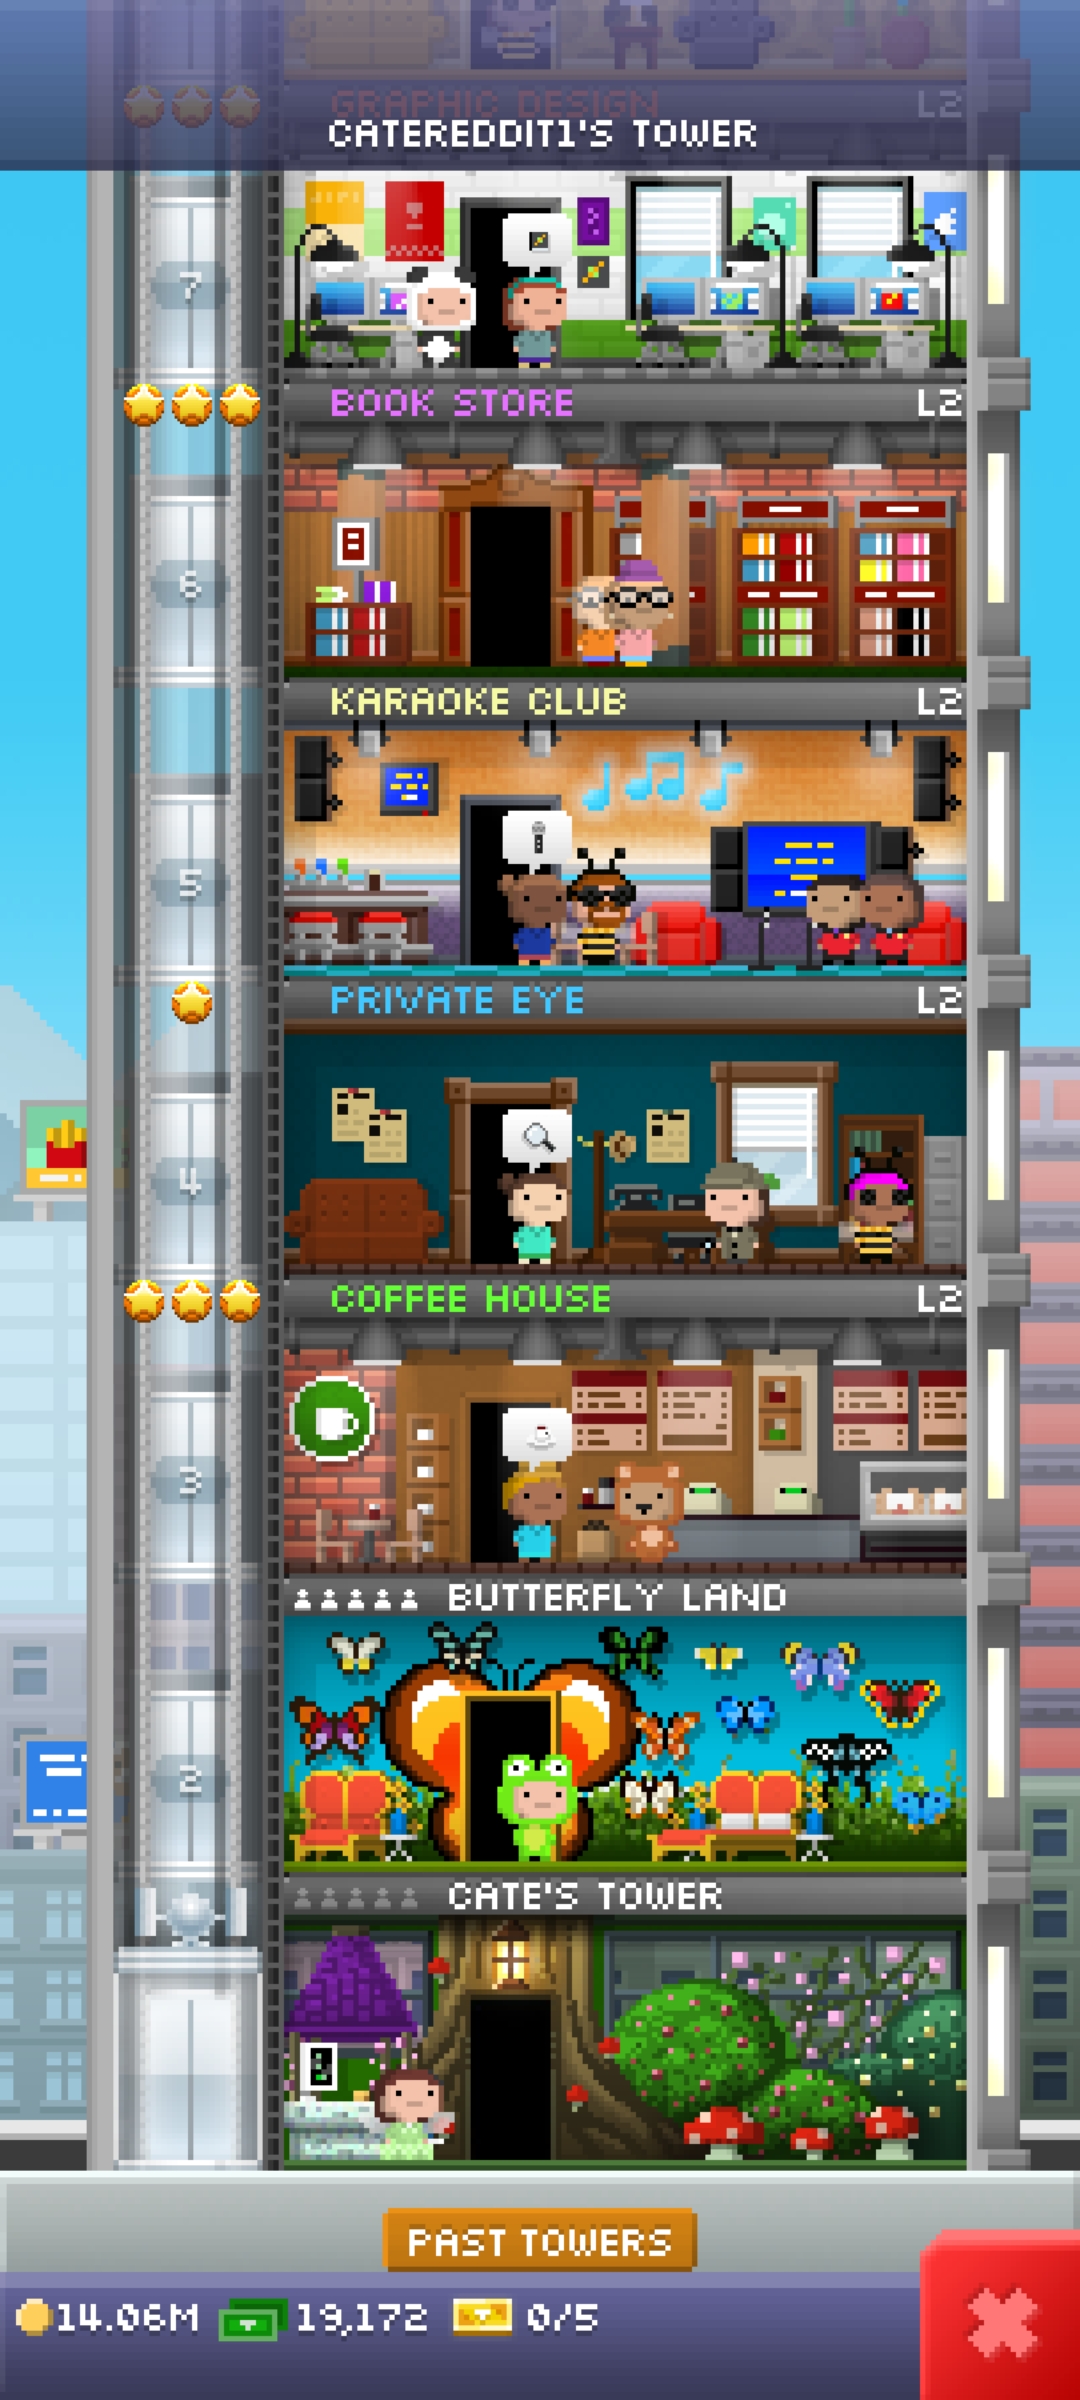 GRAPHIC DESIGN L2
CATEREDDIT1'S TOWER
7
BOOK STORE L2
6
KARAOKE CLUB L2
5
PRIVATE EYE L2
4
COFFEE HOUSE L2
3
BUTTERFLY LAND
2
CATE'S TOWER
PAST TOWERS
14.06M 19,172 0/5